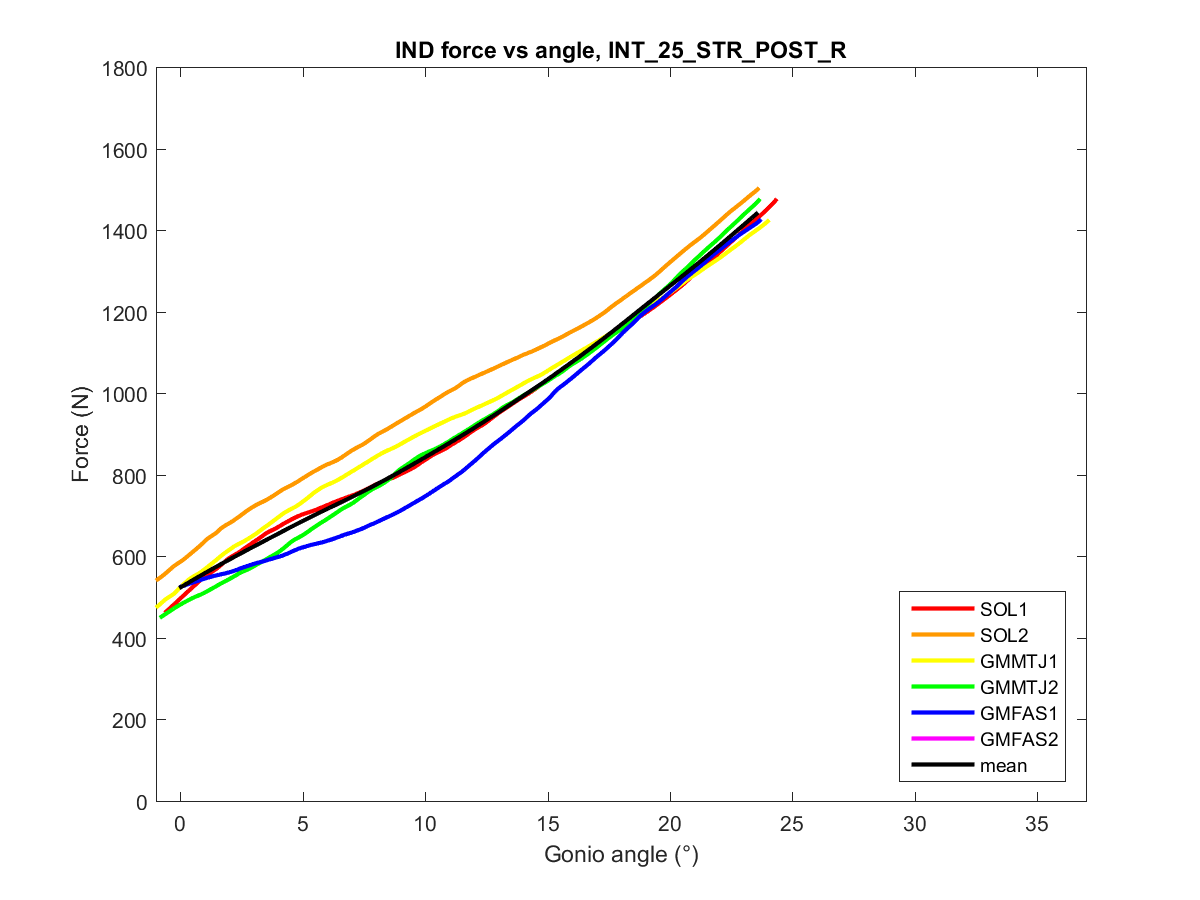 IND force vs angle, INT_25_STR_POST_R
1800
1600
1400
1200
1000
800
600
400
200
0
Force (N)
0 5 10 15 20 25 30 35
Gonio angle (°)
SOL1
SOL2
GMMTJ1
GMMTJ2
GMFAS1
GMFAS2
mean